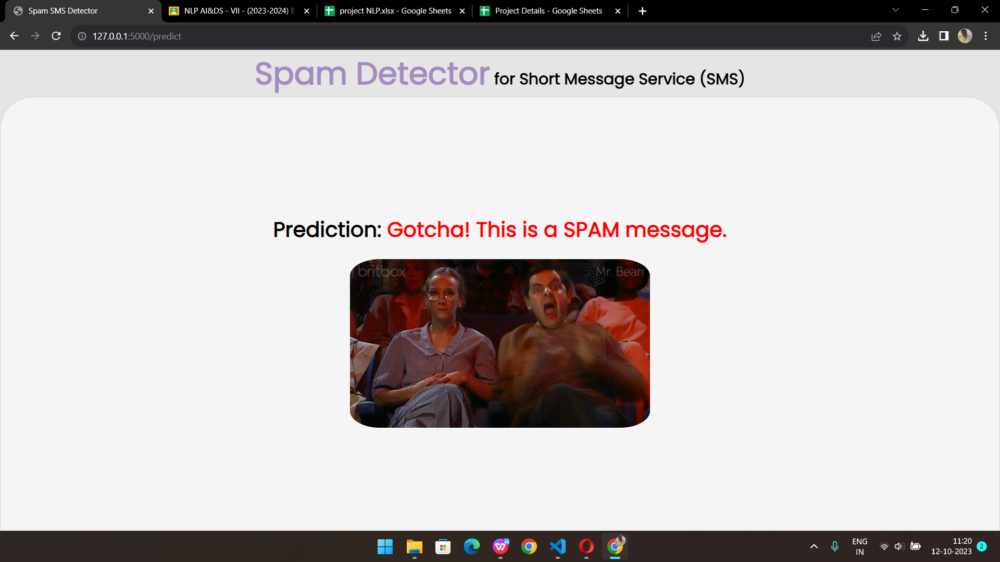 Spam SMS Detector
NLP AI&DS - VII - (2023-2024) B
project NLP.xlsx - Google Sheets
Project Details - Google Sheets
127.0.0.1:5000/predict
Spam Detector for Short Message Service (SMS)
Prediction: Gotcha! This is a SPAM message.
britbox
Mr. Bean
ENG
IN
11:20
12-10-2023
2